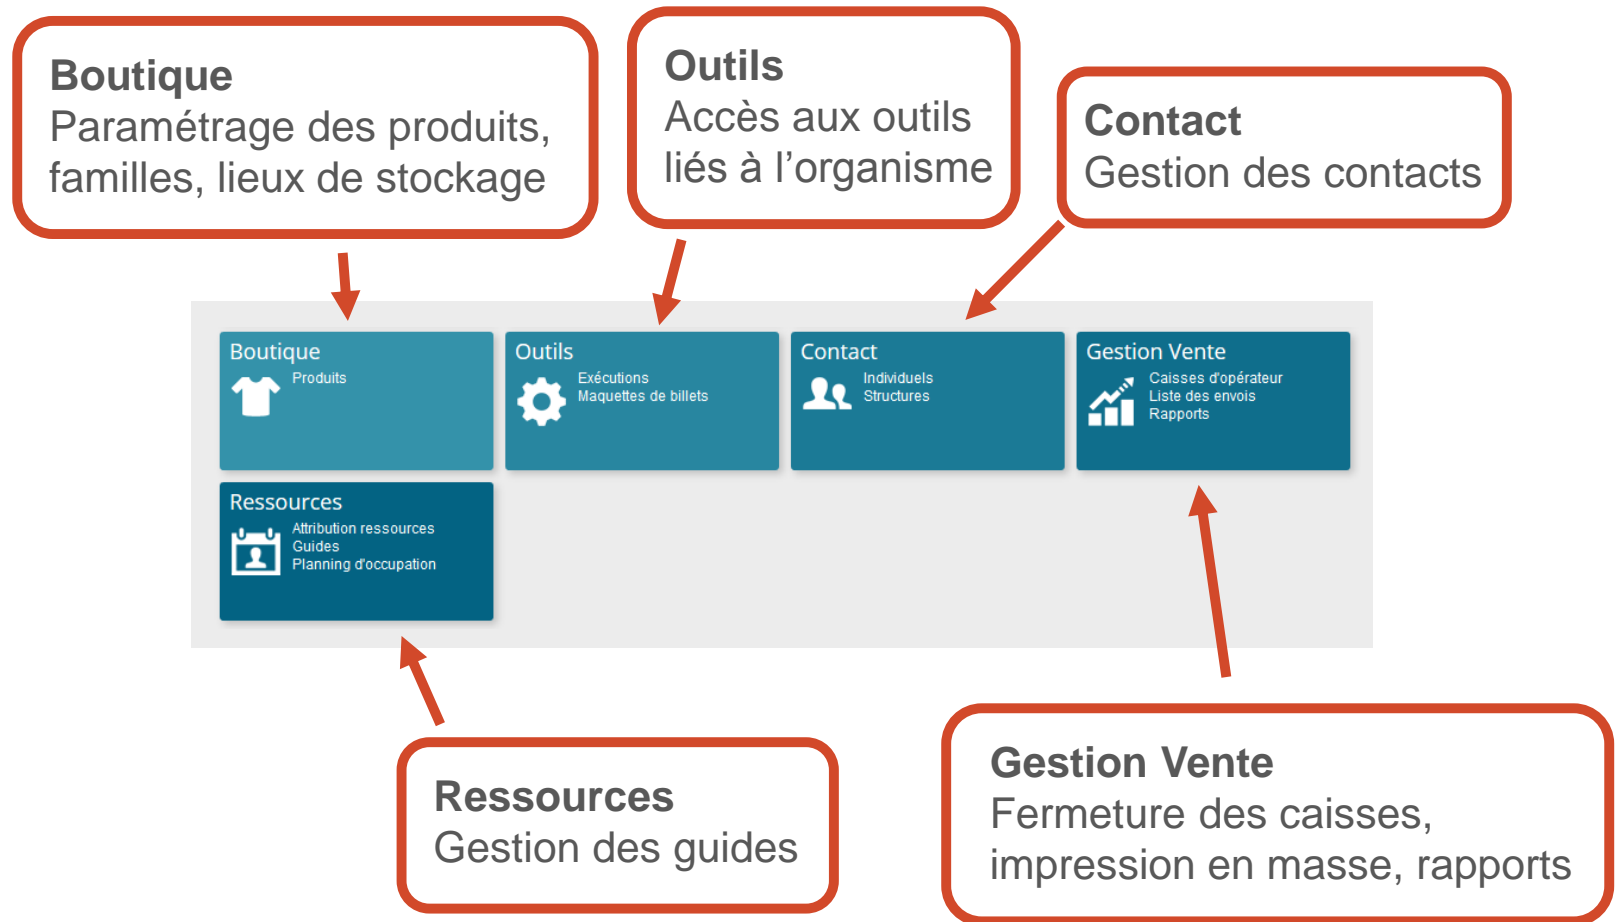 Boutique
Paramétrage des produits,
familles, lieux de stockage
Outils
Accès aux outils
liés à l’organisme
Contact
Gestion des contacts
Boutique
Produits
Outils
Exécutions
Maquettes de billets
Contact
Individuels
Structures
Gestion Vente
Caisses d'opérateur
Liste des envois
Rapports
Ressources
Attribution ressources
Guides
Planning d'occupation
Ressources
Gestion des guides
Gestion Vente
Fermeture des caisses,
impression en masse, rapports